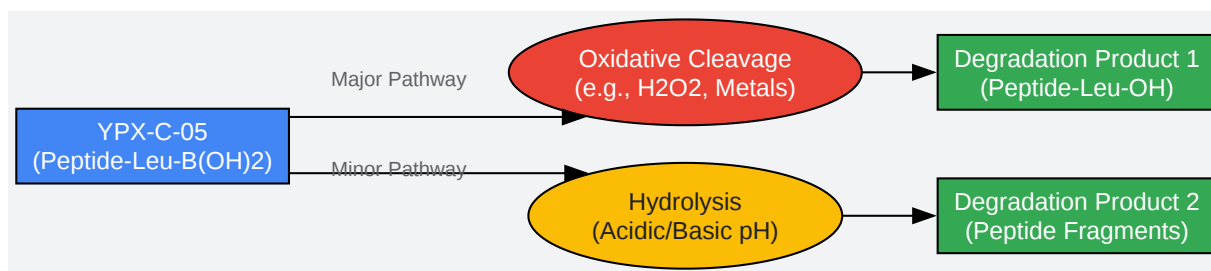 YPX-C-05
(Peptide-Leu-B(OH)2)
Major Pathway
Minor Pathway
Oxidative Cleavage
(e.g., H2O2, Metals)
Hydrolysis
(Acidic/Basic pH)
Degradation Product 1
(Peptide-Leu-OH)
Degradation Product 2
(Peptide Fragments)